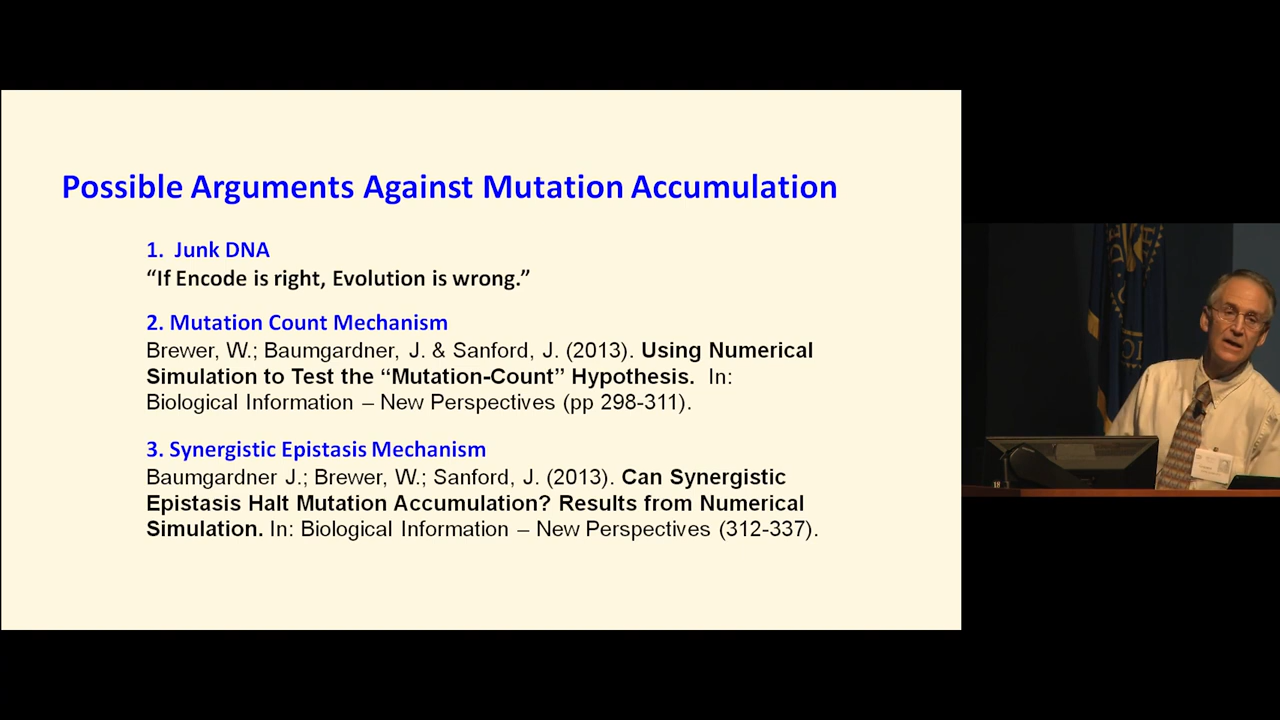 Possible Arguments Against Mutation Accumulation
1. Junk DNA
“If Encode is right, Evolution is wrong.”
2. Mutation Count Mechanism
Brewer, W.; Baumgardner, J. & Sanford, J. (2013). Using Numerical
Simulation to Test the “Mutation-Count” Hypothesis. In:
Biological Information – New Perspectives (pp 298-311).
3. Synergistic Epistasis Mechanism
Baumgardner J.; Brewer, W.; Sanford, J. (2013). Can Synergistic
Epistasis Halt Mutation Accumulation? Results from Numerical
Simulation. In: Biological Information – New Perspectives (312-337).